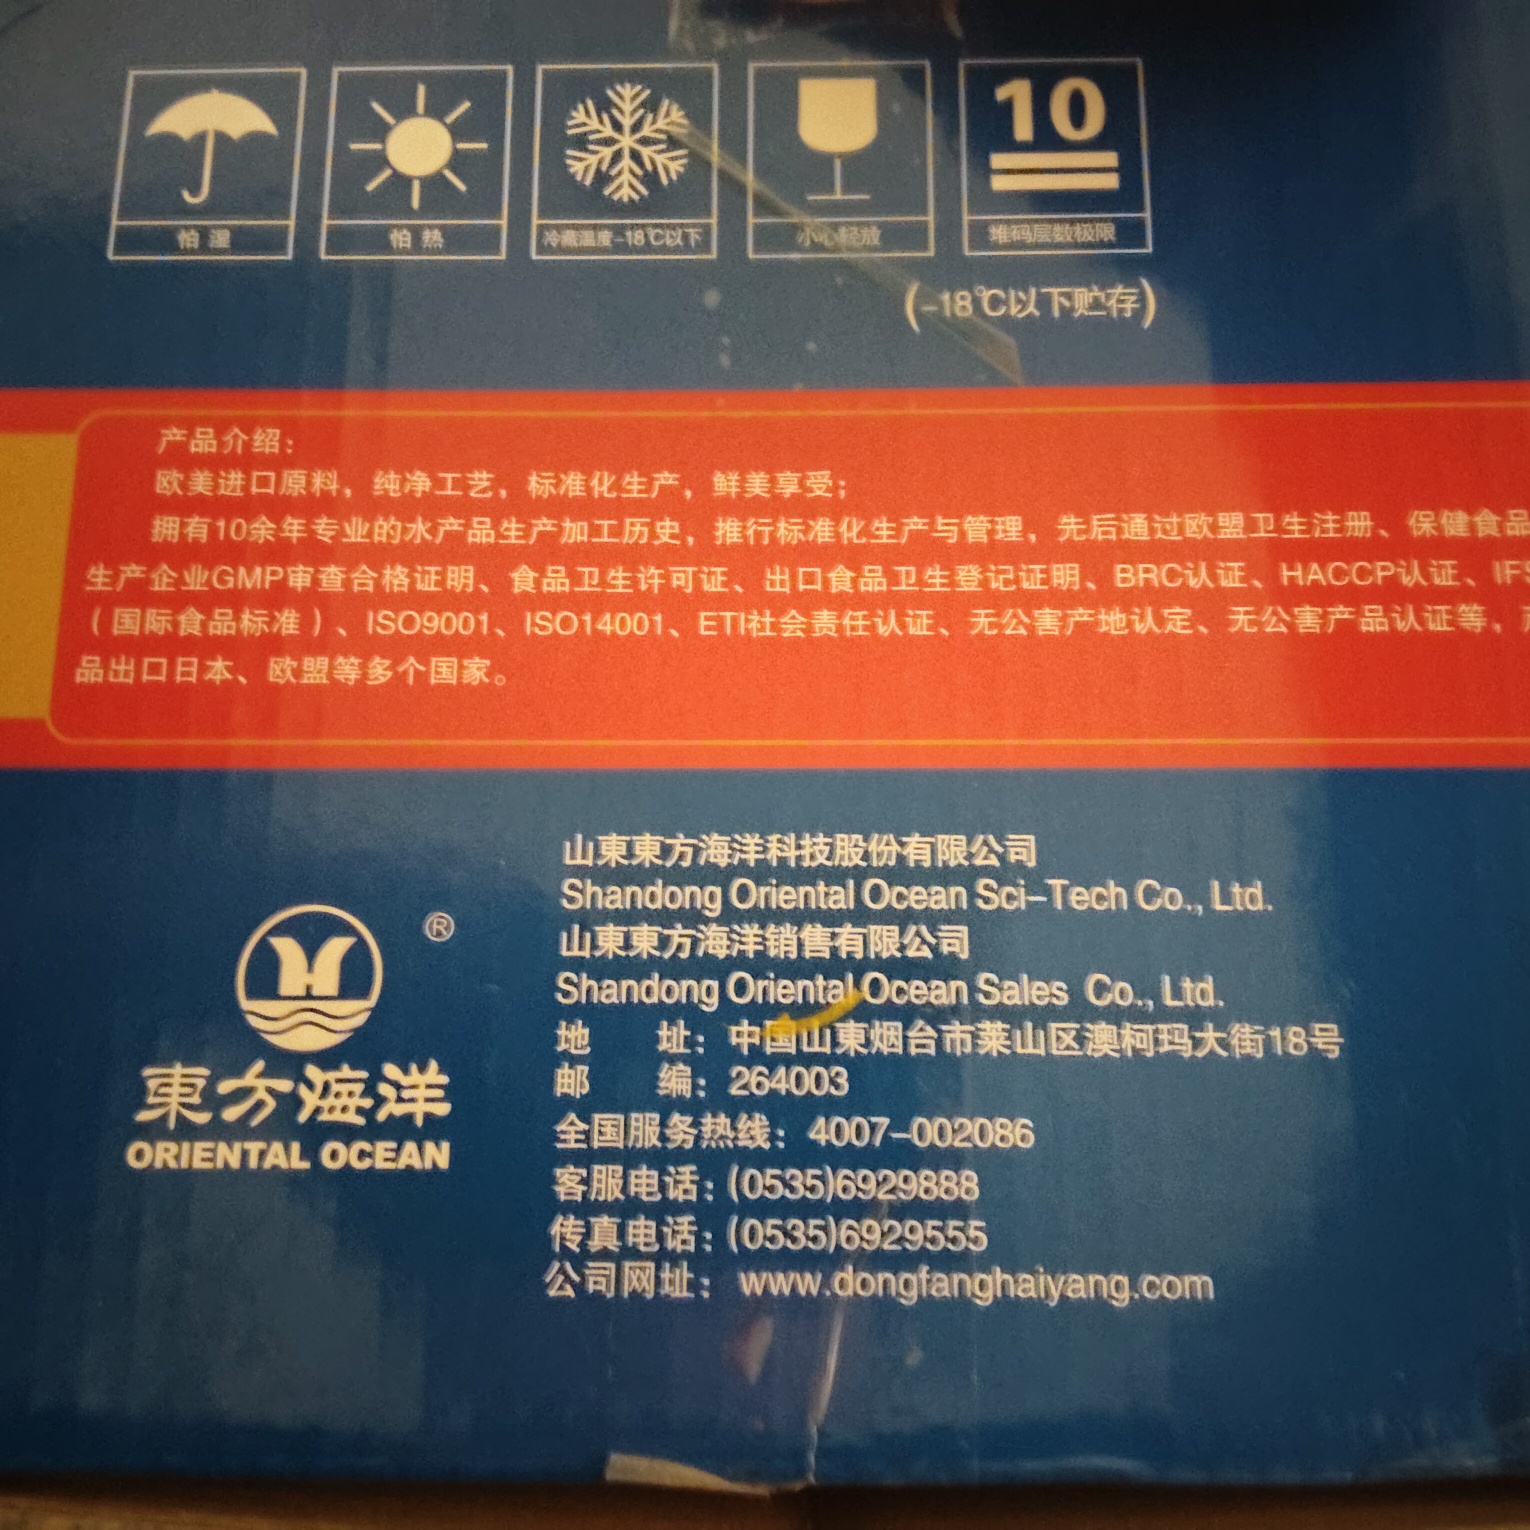 10
怕湿 怕热 冷藏温度-18℃以下 小心轻放 堆码层数极限
(-18℃以下贮存)
产品介绍：
欧美进口原料，纯净工艺，标准化生产，鲜美享受；
拥有10余年专业的水产品生产加工历史，推行标准化生产与管理，先后通过欧盟卫生注册、保健食品
生产企业GMP审查合格证明、食品卫生许可证、出口食品卫生登记证明、BRC认证、HACCP认证、IFS
（国际食品标准）、ISO9001、ISO14001、ETI社会责任认证、无公害产地认定、无公害产品认证等，
品出口日本、欧盟等多个国家。
山東東方海洋科技股份有限公司
Shandong Oriental Ocean Sci-Tech Co., Ltd.
山東東方海洋销售有限公司
Shandong Oriental Ocean Sales Co., Ltd.
地 址：中国山東烟台市莱山区澳柯玛大街18号
邮 编：264003
全国服务热线：4007-002086
客服电话：(0535)6929888
传真电话：(0535)6929555
公司网址：www.dongfanghaiyang.com
®
東方海洋
ORIENTAL OCEAN